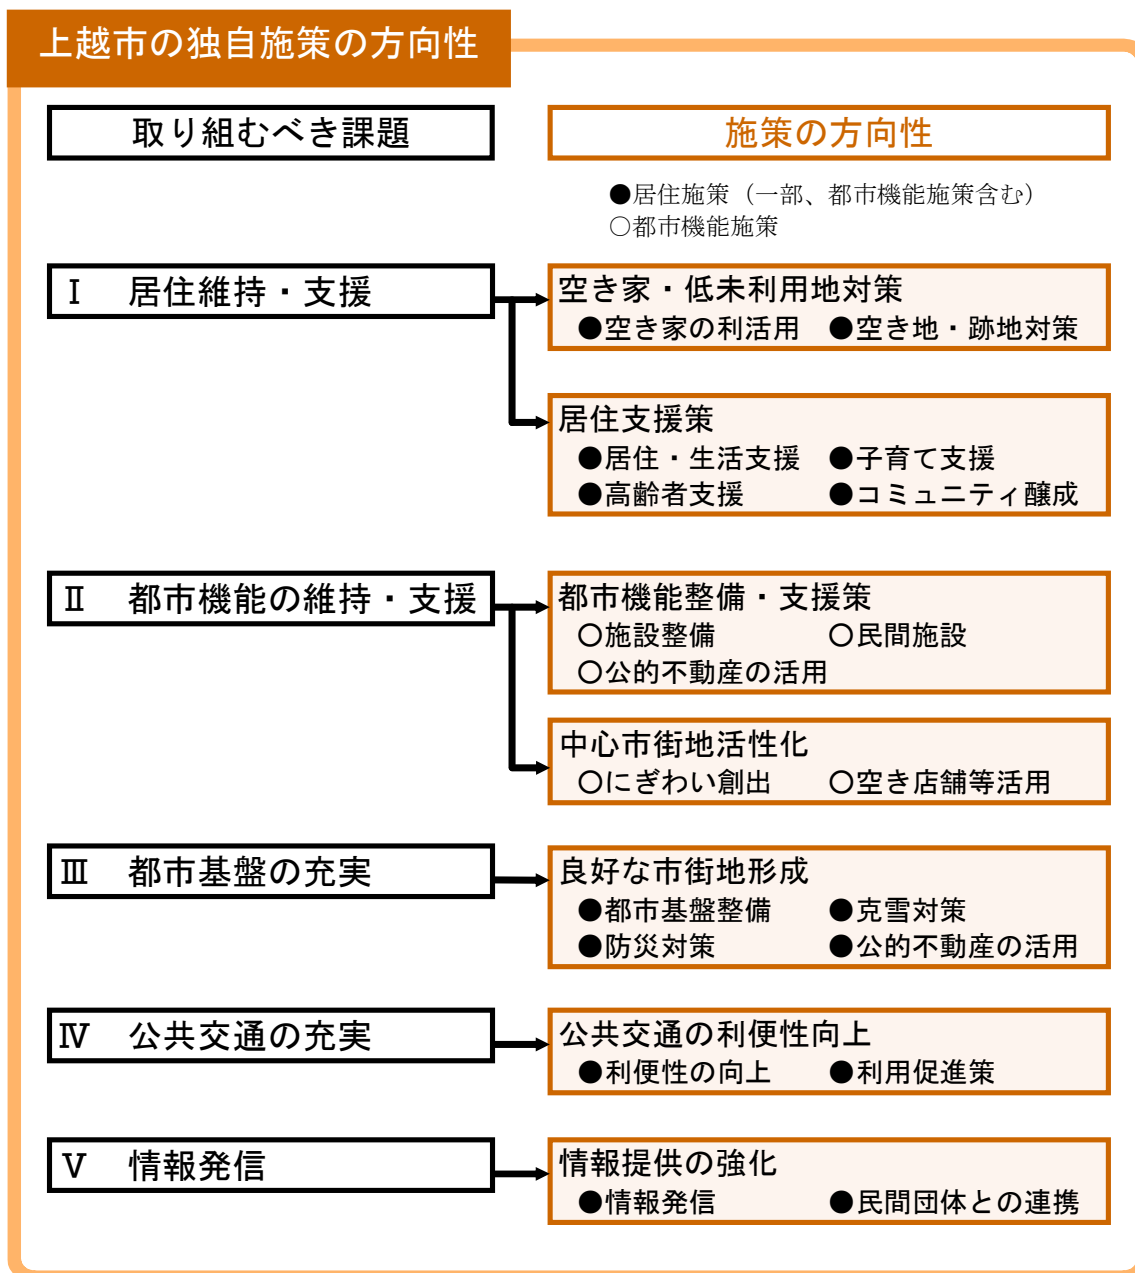 上越市の独自施策の方向性
取り組むべき課題
施策の方向性
●居住施策（一部、都市機能施策含む）
○都市機能施策
Ⅰ 居住維持・支援
空き家・低未利用地対策
●空き家の利活用 ●空き地・跡地対策
居住支援策
●居住・生活支援 ●子育て支援
●高齢者支援 ●コミュニティ醸成
Ⅱ 都市機能の維持・支援
都市機能整備・支援策
○施設整備 ○民間施設
○公的不動産の活用
中心市街地活性化
○にぎわい創出 ○空き店舗等活用
Ⅲ 都市基盤の充実
良好な市街地形成
●都市基盤整備 ●克雪対策
●防災対策 ●公的不動産の活用
Ⅳ 公共交通の充実
公共交通の利便性向上
●利便性の向上 ●利用促進策
Ⅴ 情報発信
情報提供の強化
●情報発信 ●民間団体との連携